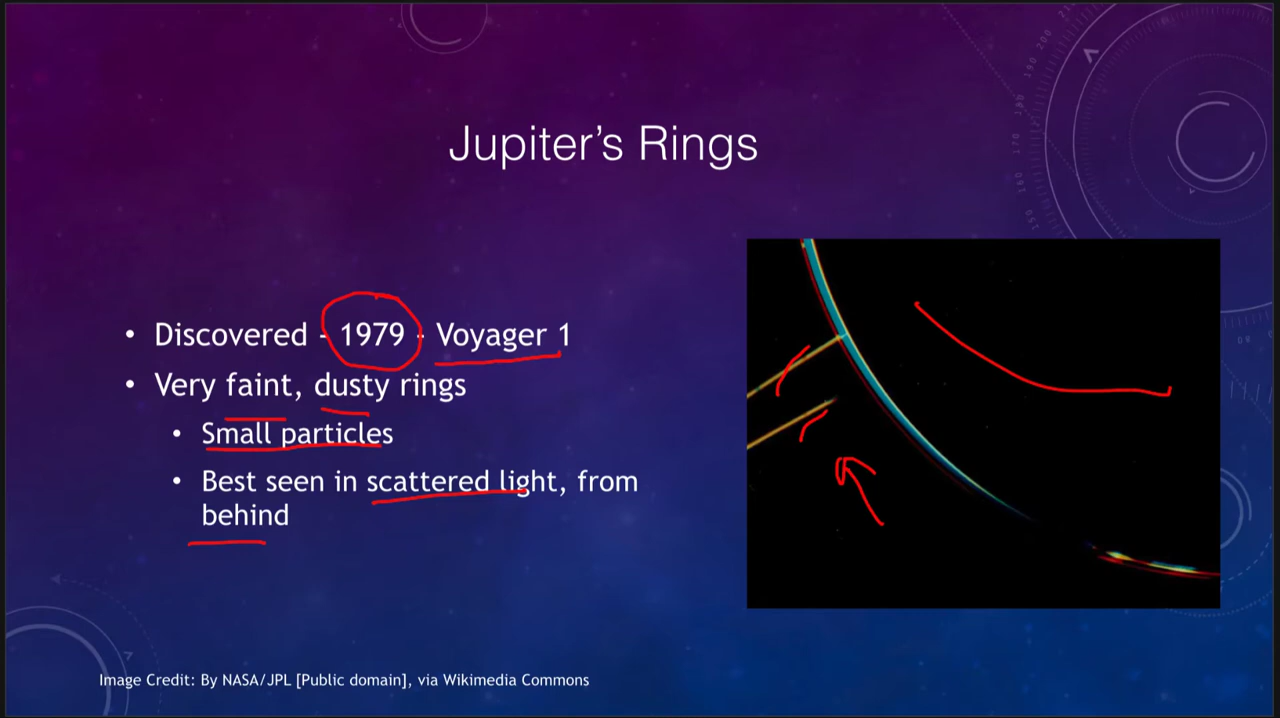 Jupiter's Rings
• Discovered - 1979 - Voyager 1
• Very faint, dusty rings
• Small particles
• Best seen in scattered light, from
behind
Image Credit: By NASA/JPL [Public domain], via Wikimedia Commons